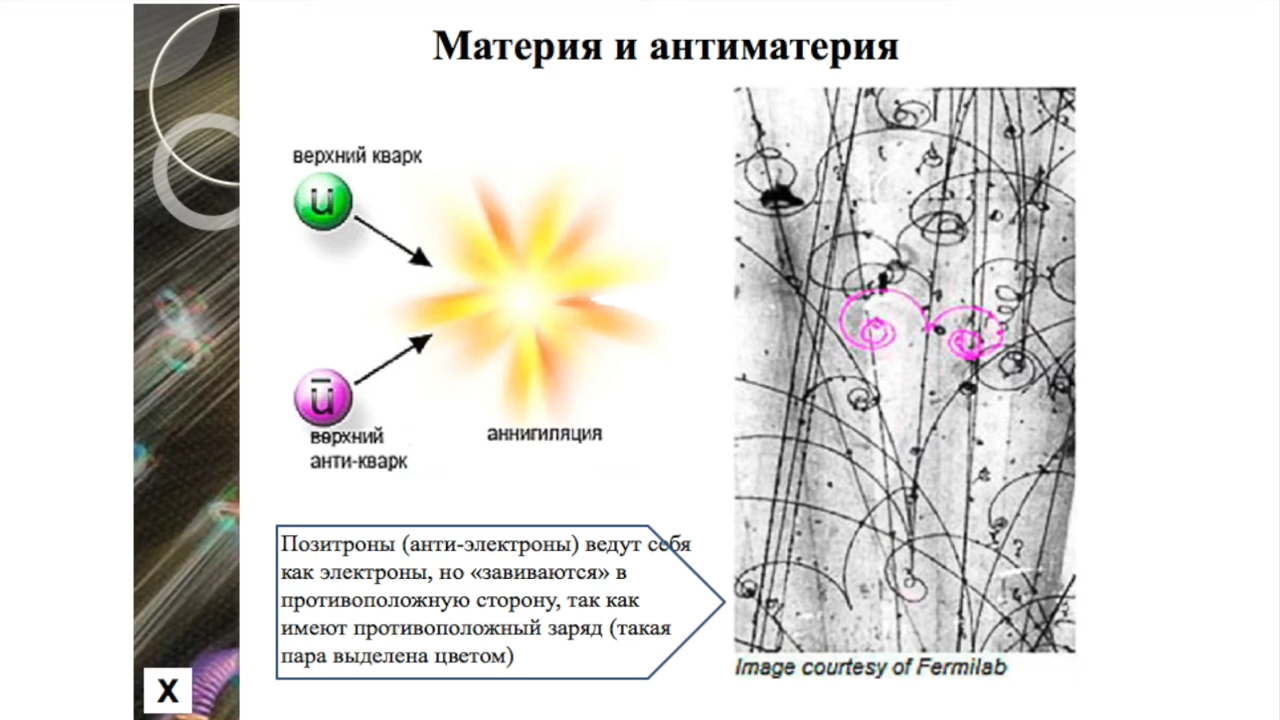 Материя и антиматерия
верхний кварк
u
ū
верхний
анти-кварк
аннигиляция
Позитроны (анти-электроны) ведут себя
как электроны, но «завиваются» в
противоположную сторону, так как
имеют противоположный заряд (такая
пара выделена цветом)
Image courtesy of Fermilab
X